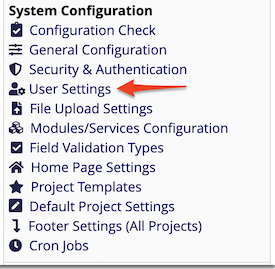 System Configuration
Configuration Check
General Configuration
Security & Authentication
User Settings
File Upload Settings
Modules/Services Configuration
Field Validation Types
Home Page Settings
Project Templates
Default Project Settings
Footer Settings (All Projects)
Cron Jobs